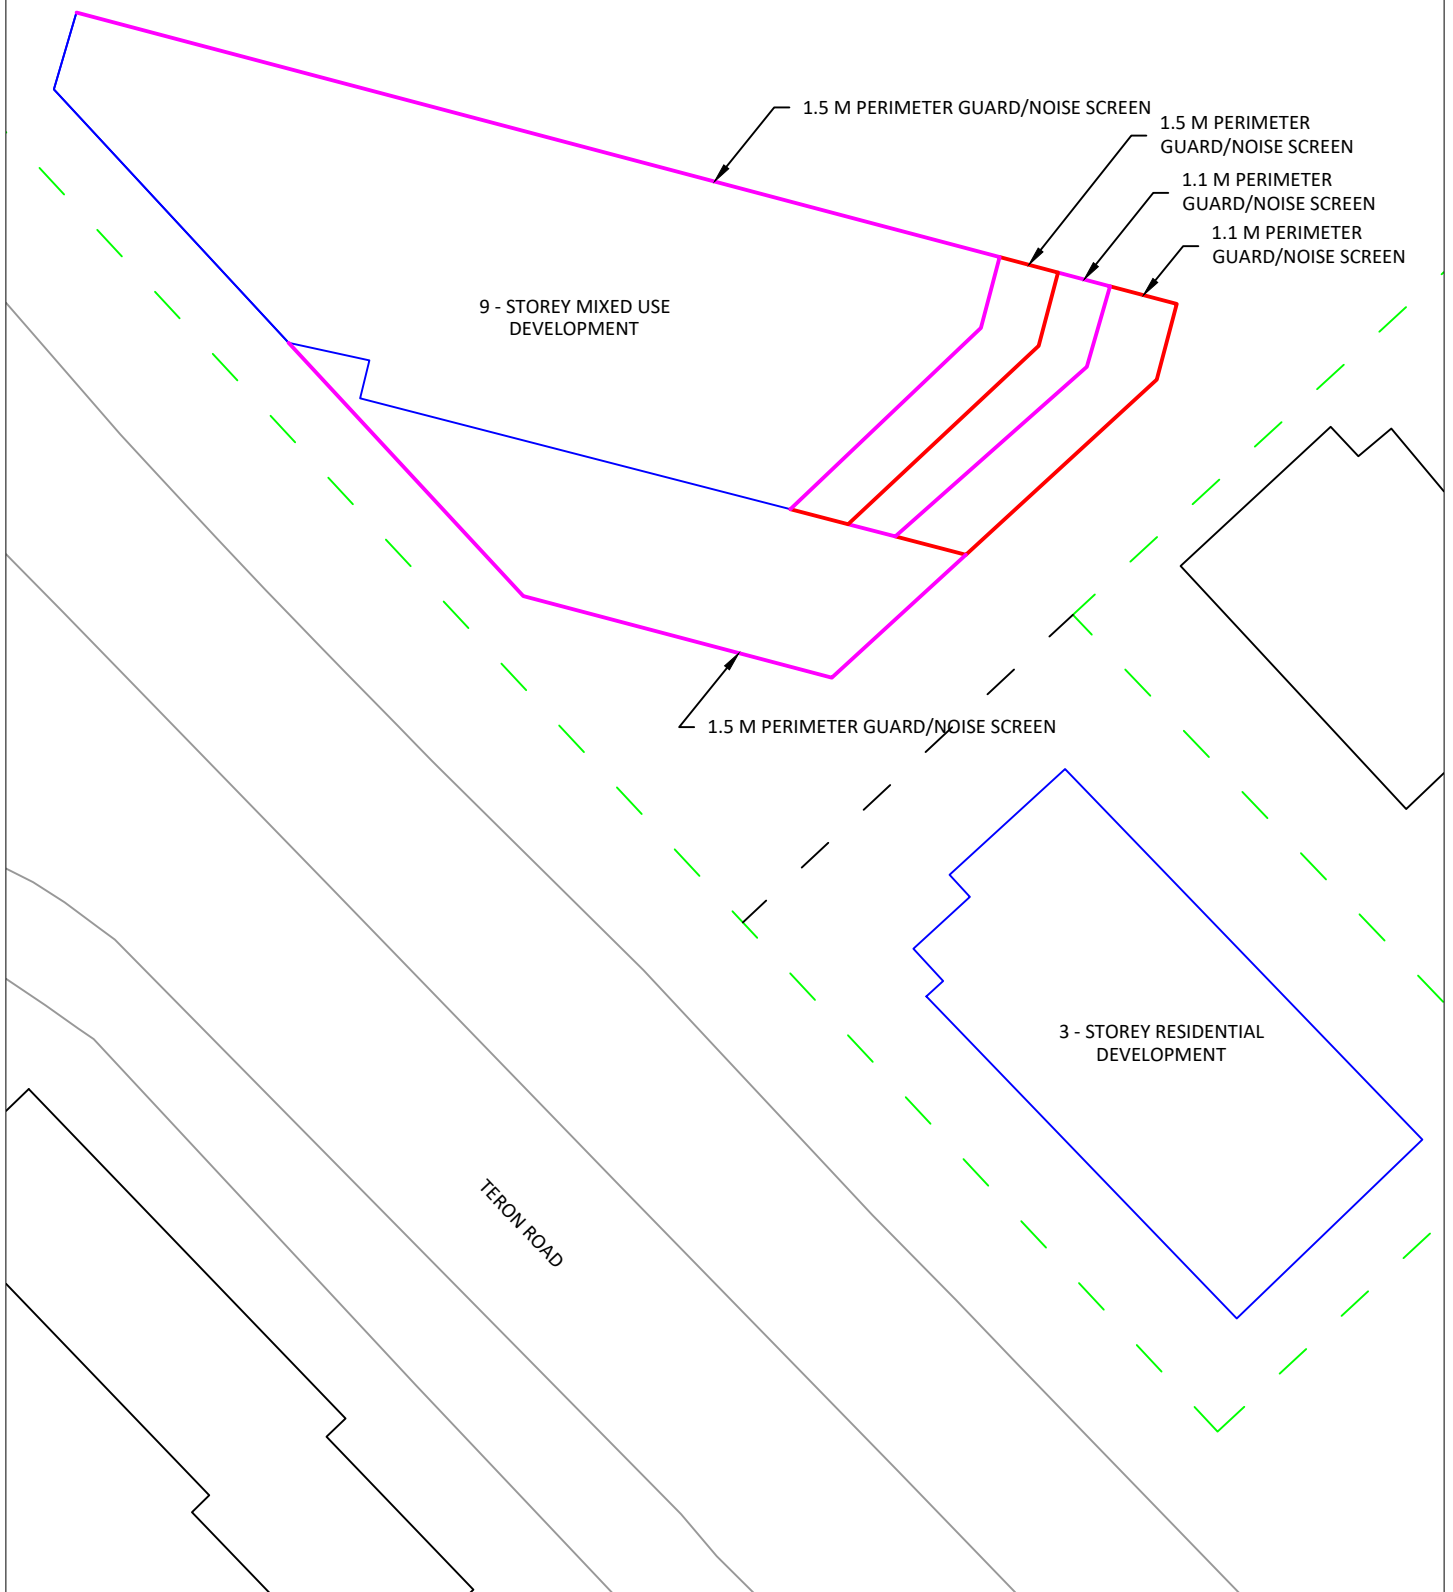 1.5 M PERIMETER GUARD/NOISE SCREEN
1.5 M PERIMETER
GUARD/NOISE SCREEN
1.1 M PERIMETER
GUARD/NOISE SCREEN
1.1 M PERIMETER
GUARD/NOISE SCREEN
9 - STOREY MIXED USE
DEVELOPMENT
1.5 M PERIMETER GUARD/NOISE SCREEN
3 - STOREY RESIDENTIAL
DEVELOPMENT
TERON ROAD